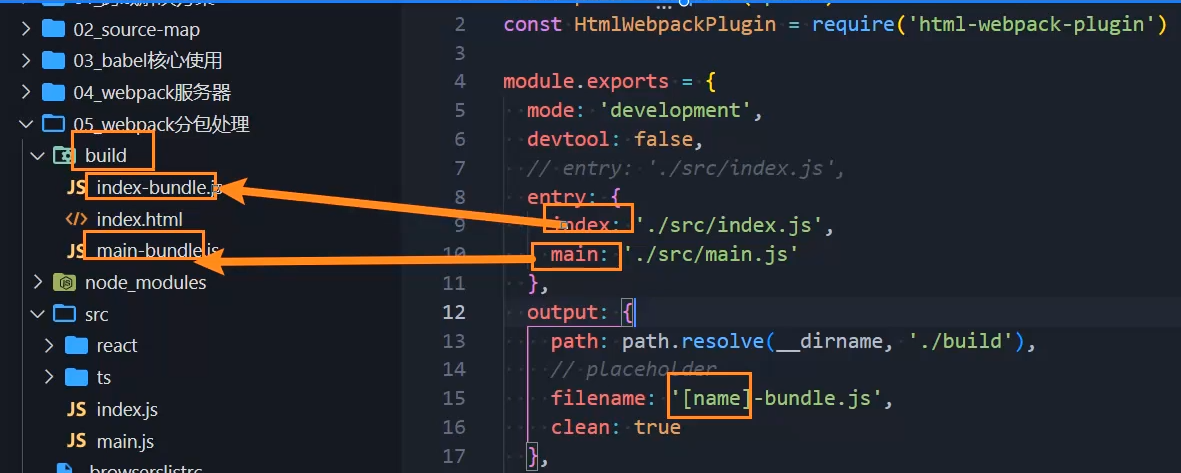 02_source-map
03_babel核心使用
04_webpack服务器
05_webpack分包处理
build
index-bundle.js
index.html
main-bundle.js
node_modules
src
react
ts
index.js
main.js
.browserslistrc
2 const HtmlWebpackPlugin = require('html-webpack-plugin')
3
4 module.exports = {
5 mode: 'development',
6 devtool: false,
7 // entry: './src/index.js',
8 entry: {
9 index: './src/index.js',
10 main: './src/main.js'
11 },
12 output: {
13 path: path.resolve(__dirname, './build'),
14 // placeholder
15 filename: '[name]-bundle.js',
16 clean: true
17 },